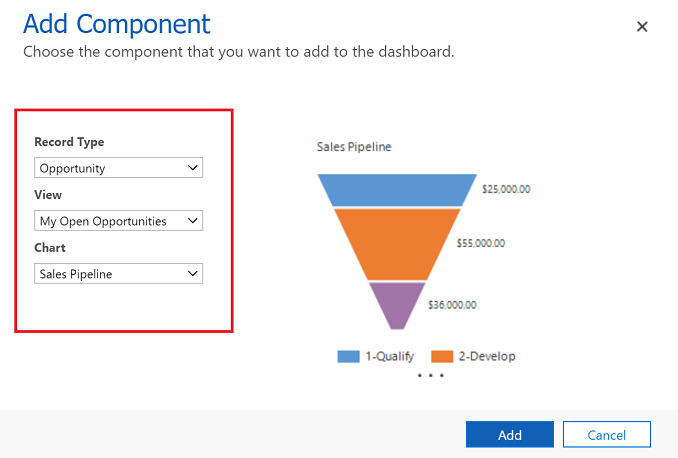 Add Component
Choose the component that you want to add to the dashboard.
Record Type
Opportunity
View
My Open Opportunities
Chart
Sales Pipeline
Sales Pipeline
$25,000.00
$55,000.00
$36,000.00
1-Qualify 2-Develop
Add Cancel